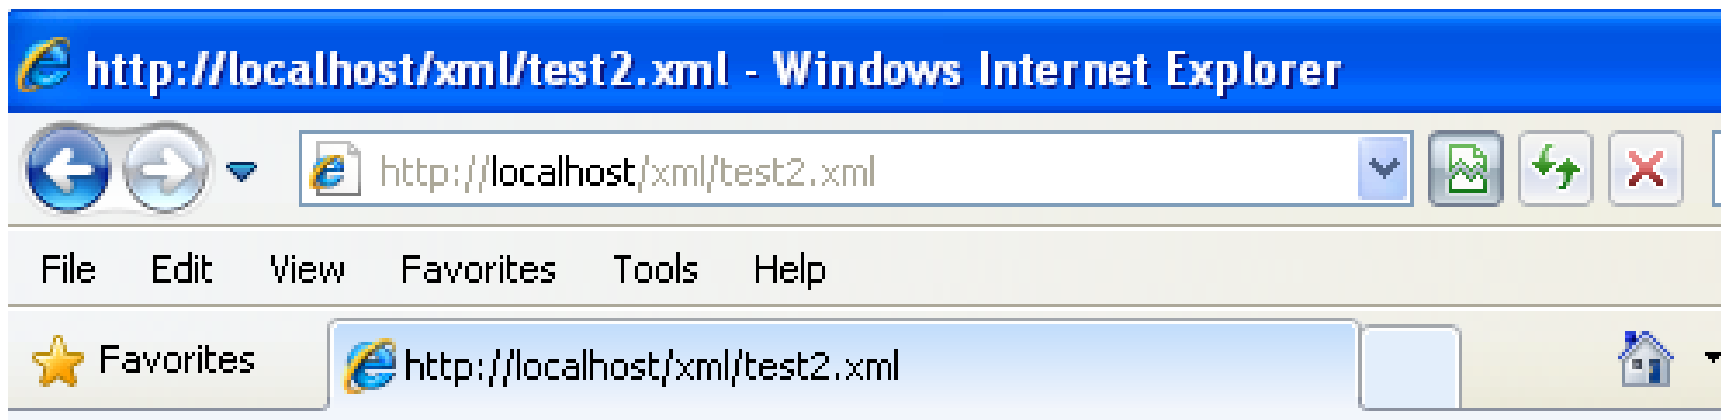 http://localhost/xml/test2.xml - Windows Internet Explorer
http://localhost/xml/test2.xml
File Edit View Favorites Tools Help
Favorites http://localhost/xml/test2.xml